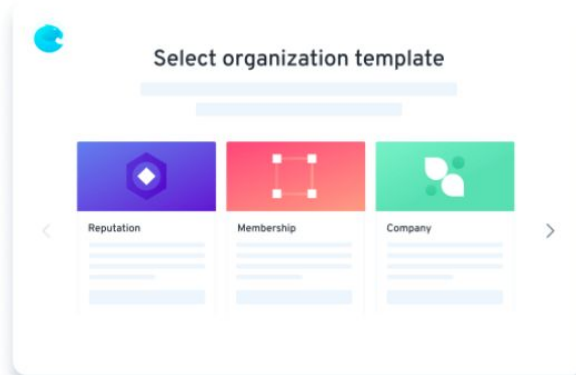 Select organization template
Reputation
Membership
Company